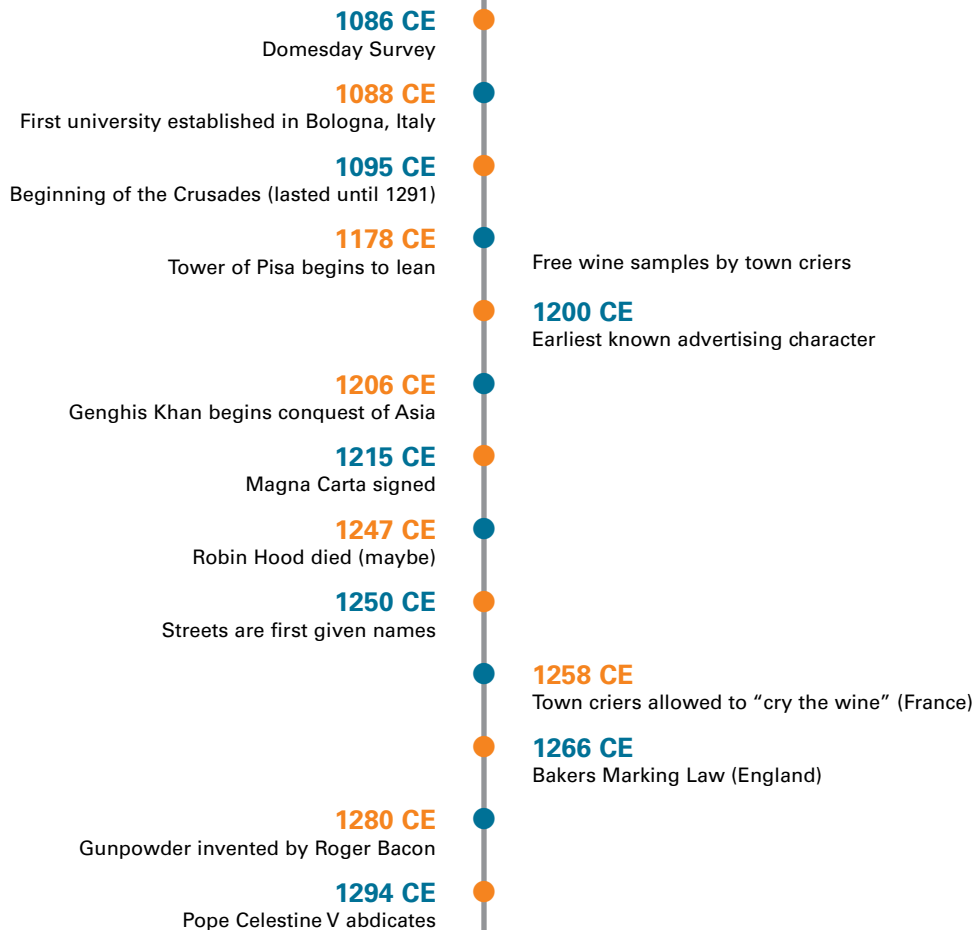 1086 CE
Domesday Survey
1088 CE
First university established in Bologna, Italy
1095 CE
Beginning of the Crusades (lasted until 1291)
1178 CE
Tower of Pisa begins to lean
Free wine samples by town criers
1200 CE
Earliest known advertising character
1206 CE
Genghis Khan begins conquest of Asia
1215 CE
Magna Carta signed
1247 CE
Robin Hood died (maybe)
1250 CE
Streets are first given names
1258 CE
Town criers allowed to “cry the wine” (France)
1266 CE
Bakers Marking Law (England)
1280 CE
Gunpowder invented by Roger Bacon
1294 CE
Pope Celestine V abdicates